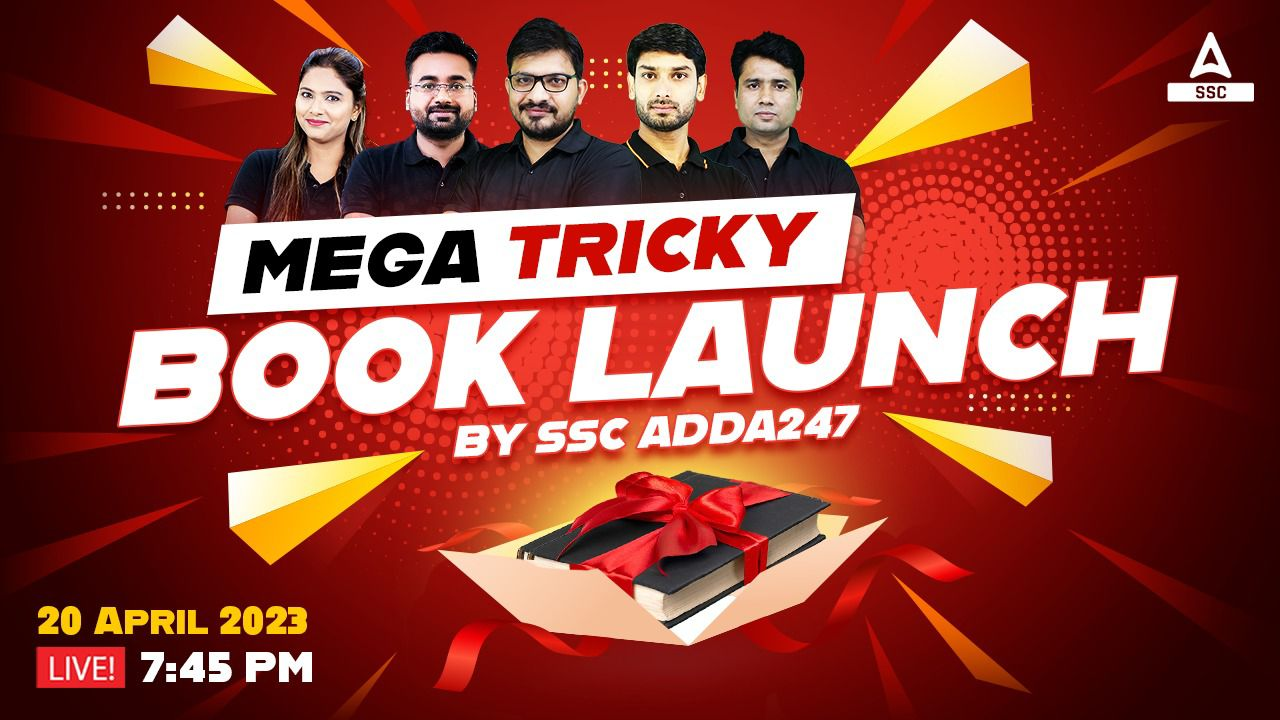 SSC
MEGA TRICKY
BOOK LAUNCH
BY SSC ADDA247
20 APRIL 2023
LIVE! 7:45 PM